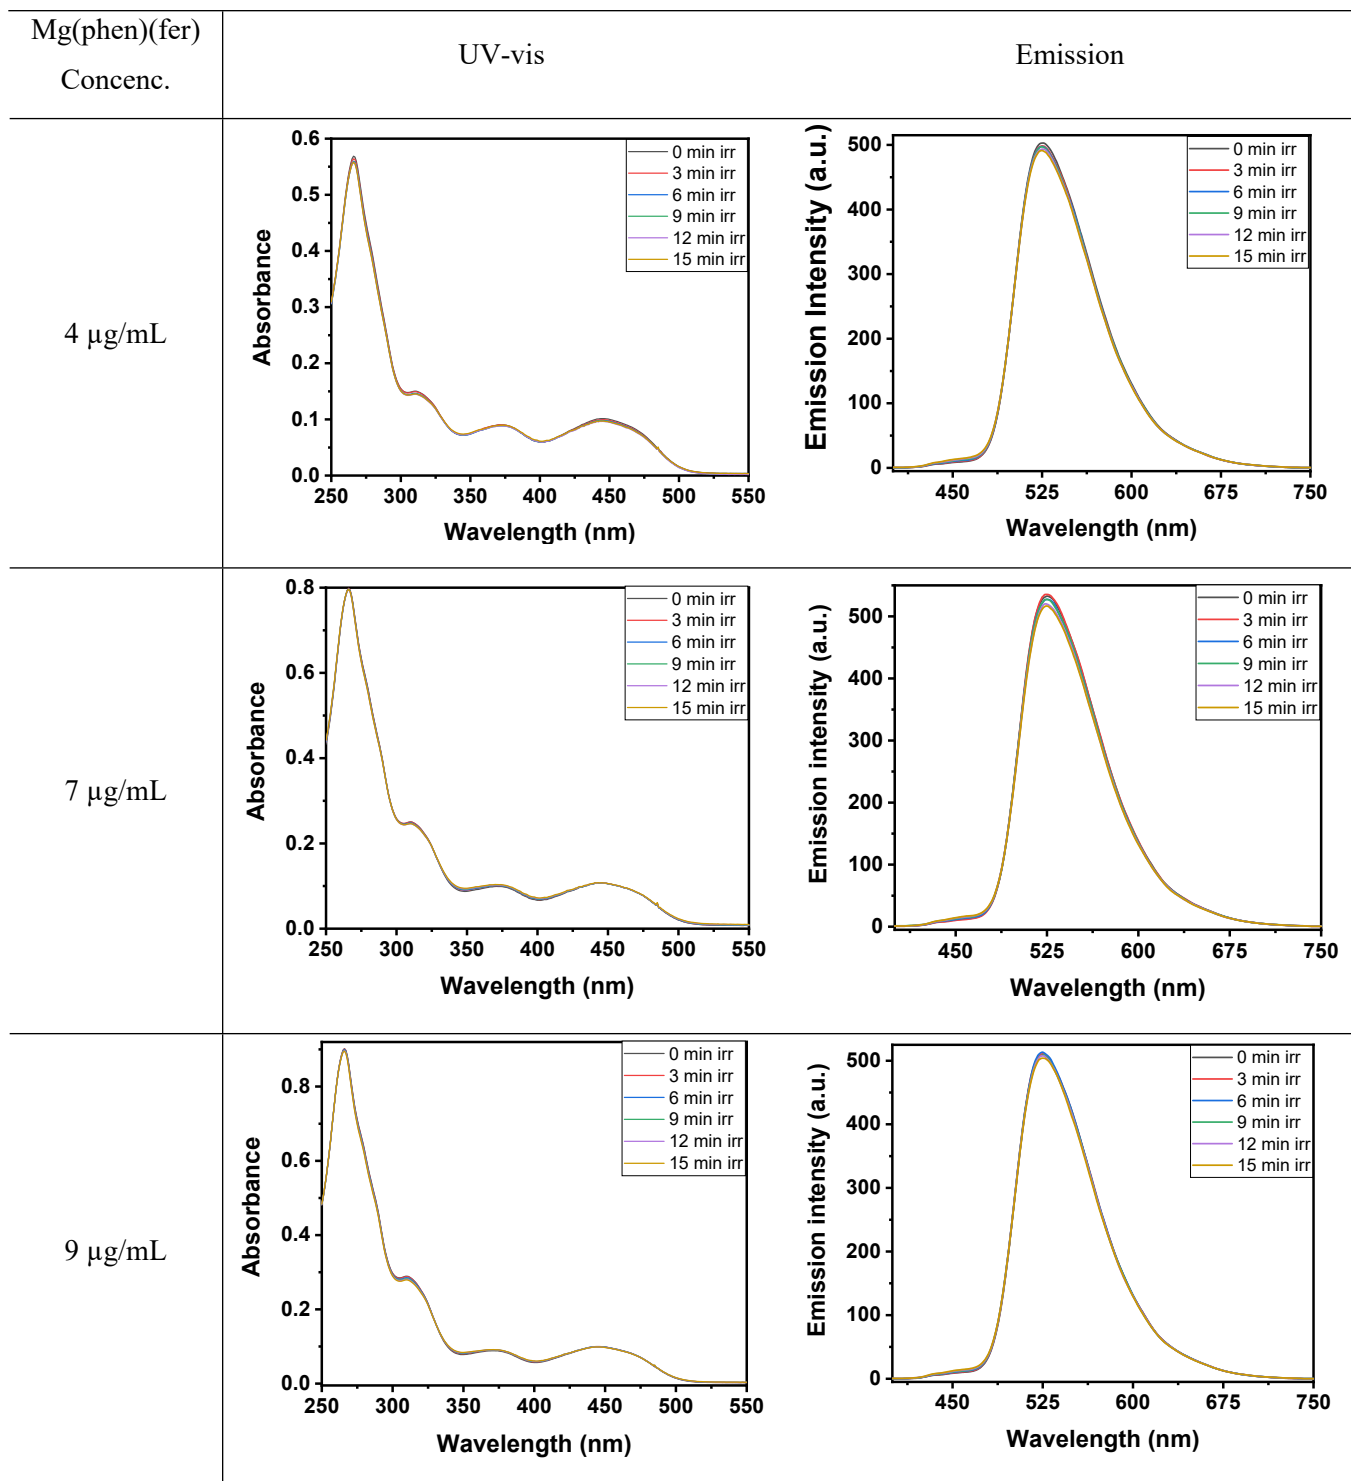 Mg(phen)(fer)
Concenc.
UV-vis
Emission
4 µg/mL
0.6
0.5
0.4
0.3
0.2
0.1
0.0
Absorbance
0 min irr
3 min irr
6 min irr
9 min irr
12 min irr
15 min irr
250 300 350 400 450 500 550
Wavelength (nm)
500
400
300
200
100
0
Emission Intensity (a.u.)
0 min irr
3 min irr
6 min irr
9 min irr
12 min irr
15 min irr
450 525 600 675 750
Wavelength (nm)
7 µg/mL
0.8
0.6
0.4
0.2
0.0
Absorbance
0 min irr
3 min irr
6 min irr
9 min irr
12 min irr
15 min irr
250 300 350 400 450 500 550
Wavelength (nm)
500
400
300
200
100
0
Emission intensity (a.u.)
0 min irr
3 min irr
6 min irr
9 min irr
12 min irr
15 min irr
450 525 600 675 750
Wavelength (nm)
9 µg/mL
0.8
0.6
0.4
0.2
0.0
Absorbance
0 min irr
3 min irr
6 min irr
9 min irr
12 min irr
15 min irr
250 300 350 400 450 500 550
Wavelength (nm)
500
400
300
200
100
0
Emission intensity (a.u.)
0 min irr
3 min irr
6 min irr
9 min irr
12 min irr
15 min irr
450 525 600 675 750
Wavelength (nm)